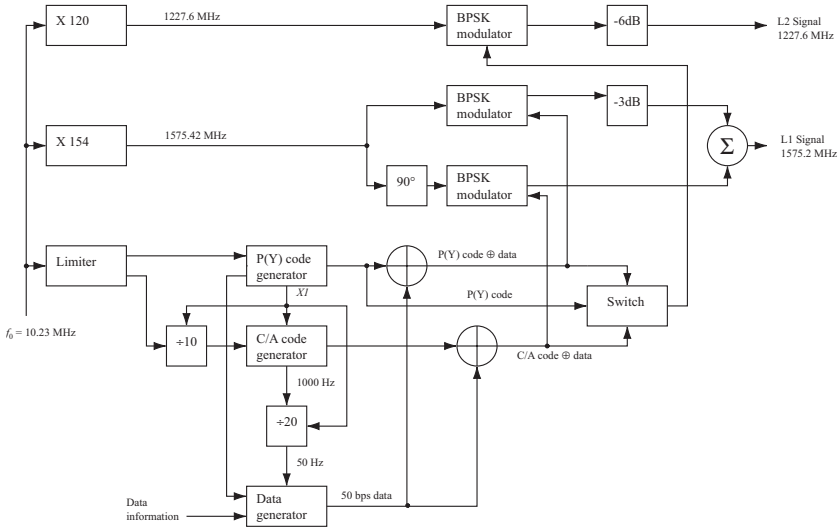 X 120
1227.6 MHz
BPSK
modulator
-6dB
L2 Signal
1227.6 MHz
X 154
1575.42 MHz
BPSK
modulator
-3dB
Σ
L1 Signal
1575.2 MHz
90°
BPSK
modulator
Limiter
P(Y) code
generator
P(Y) code ⊕ data
X1
P(Y) code
Switch
f₀ = 10.23 MHz
÷10
C/A code
generator
C/A code ⊕ data
1000 Hz
÷20
50 Hz
Data
information
Data
generator
50 bps data